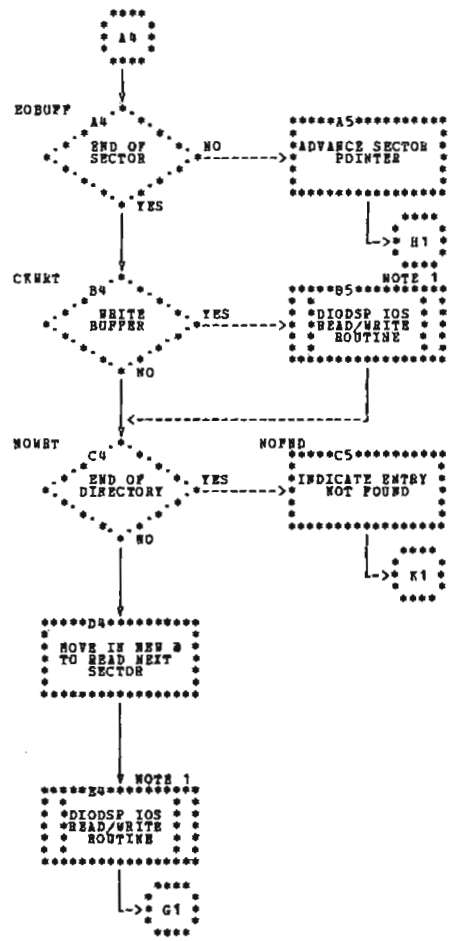 A4
EOBUFF
A4
END OF
SECTOR
NO
YES
A5
ADVANCE SECTOR
POINTER
H1
CKWRT
B4
WRITE
BUFFER
YES
NO
NOTE 1
B5
DIODSP IOS
READ/WRITE
ROUTINE
NOWRT
C4
END OF
DIRECTORY
YES
NO
NOFND
C5
INDICATE ENTRY
NOT FOUND
K1
D4
MOVE IN NEW @
TO READ NEXT
SECTOR
NOTE 1
E4
DIODSP IOS
READ/WRITE
ROUTINE
G1